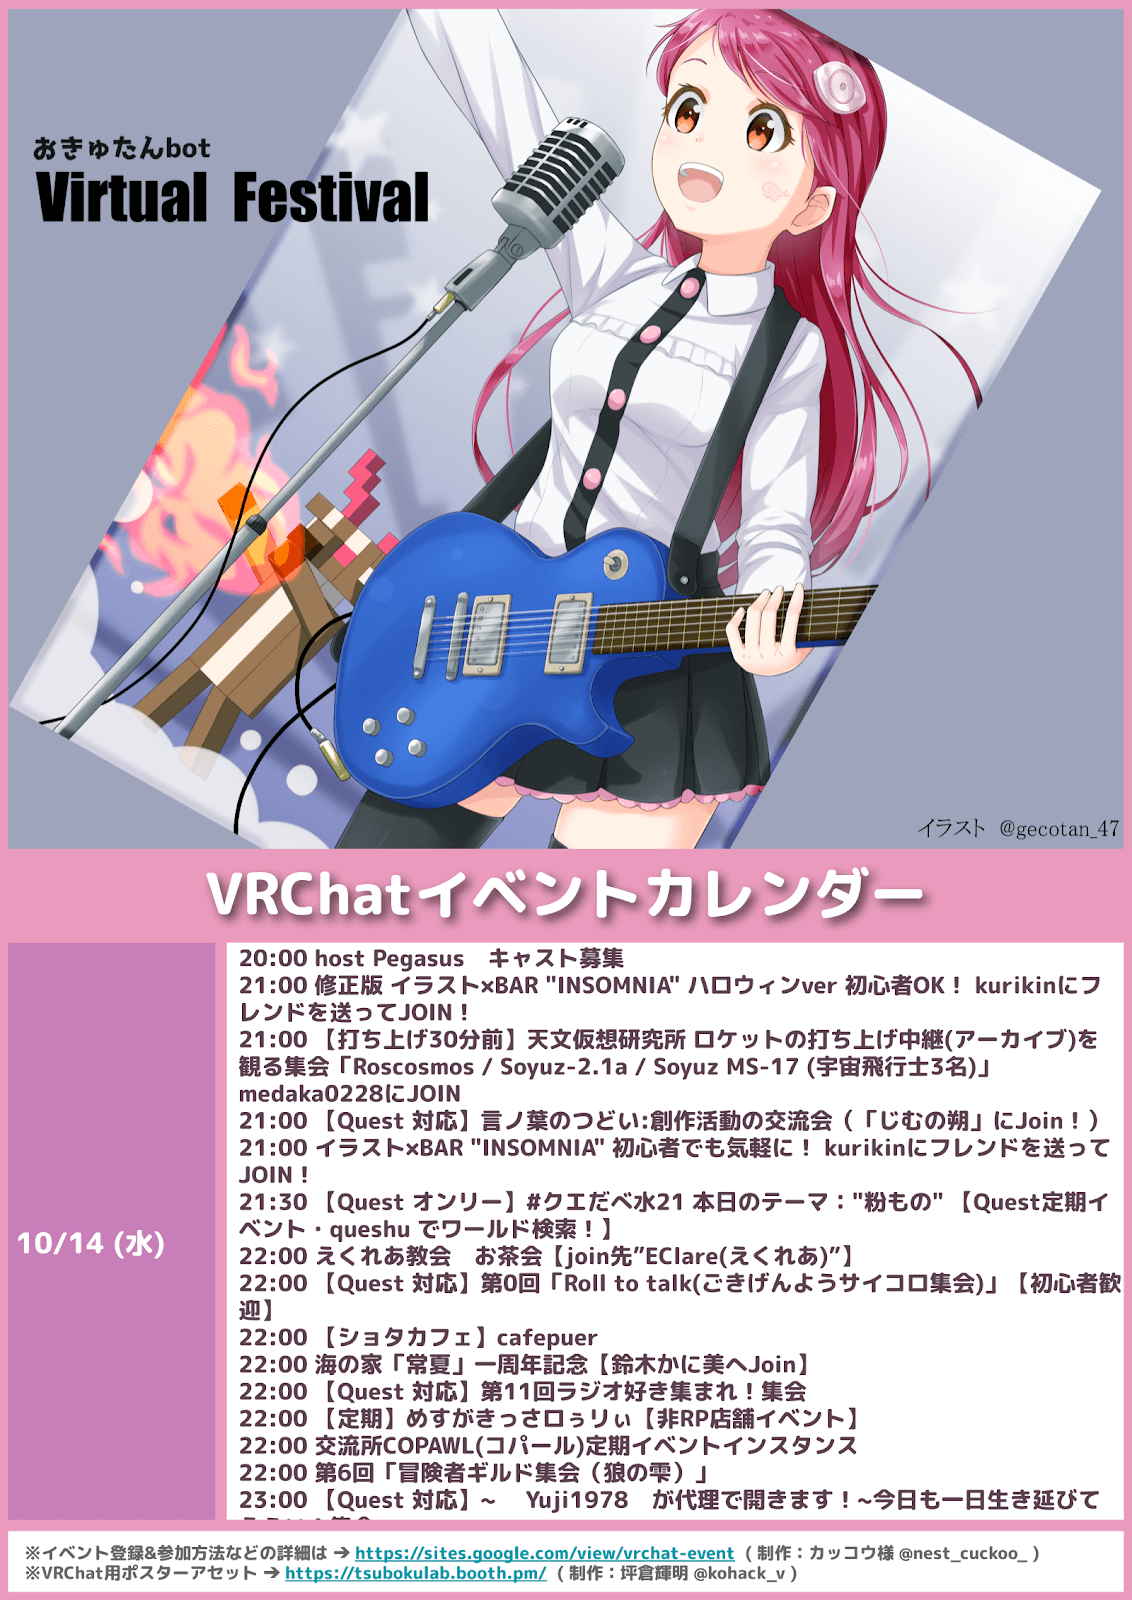 おきゅたんbot
Virtual Festival
イラスト @gecotan_47
VRChatイベントカレンダー
10/14 (水)
20:00 host Pegasus　キャスト募集
21:00 修正版 イラスト×BAR "INSOMNIA" ハロウィンver 初心者OK！ kurikinにフ
レンドを送ってJOIN！
21:00 【打ち上げ30分前】天文仮想研究所 ロケットの打ち上げ中継(アーカイブ)を
観る集会「Roscosmos / Soyuz-2.1a / Soyuz MS-17 (宇宙飛行士3名)」
medaka0228にJOIN
21:00 【Quest 対応】言ノ葉のつどい:創作活動の交流会（「じむの朔」にJoin！）
21:00 イラスト×BAR "INSOMNIA" 初心者でも気軽に！ kurikinにフレンドを送って
JOIN！
21:30 【Quest オンリー】#クエだべ水21 本日のテーマ："粉もの" 【Quest定期イ
ベント・queshu でワールド検索！】
22:00 えくれあ教会　お茶会【join先”EClare(えくれあ)”】
22:00 【Quest 対応】第0回「Roll to talk(ごきげんようサイコロ集会)」【初心者歓
迎】
22:00 【ショタカフェ】cafepuer
22:00 海の家「常夏」一周年記念【鈴木かに美へJoin】
22:00 【Quest 対応】第11回ラジオ好き集まれ！集会
22:00 【定期】めすがきっさロぅリぃ【非RP店舗イベント】
22:00 交流所COPAWL(コパール)定期イベントインスタンス
22:00 第6回「冒険者ギルド集会（狼の雫）」
23:00 【Quest 対応】~　Yuji1978　が代理で開きます！~今日も一日生き延びて
※イベント登録&参加方法などの詳細は → https://sites.google.com/view/vrchat-event ( 制作：カッコウ様 @nest_cuckoo_ )
※VRChat用ポスターアセット → https://tsubokulab.booth.pm/ ( 制作：坪倉輝明 @kohack_v )